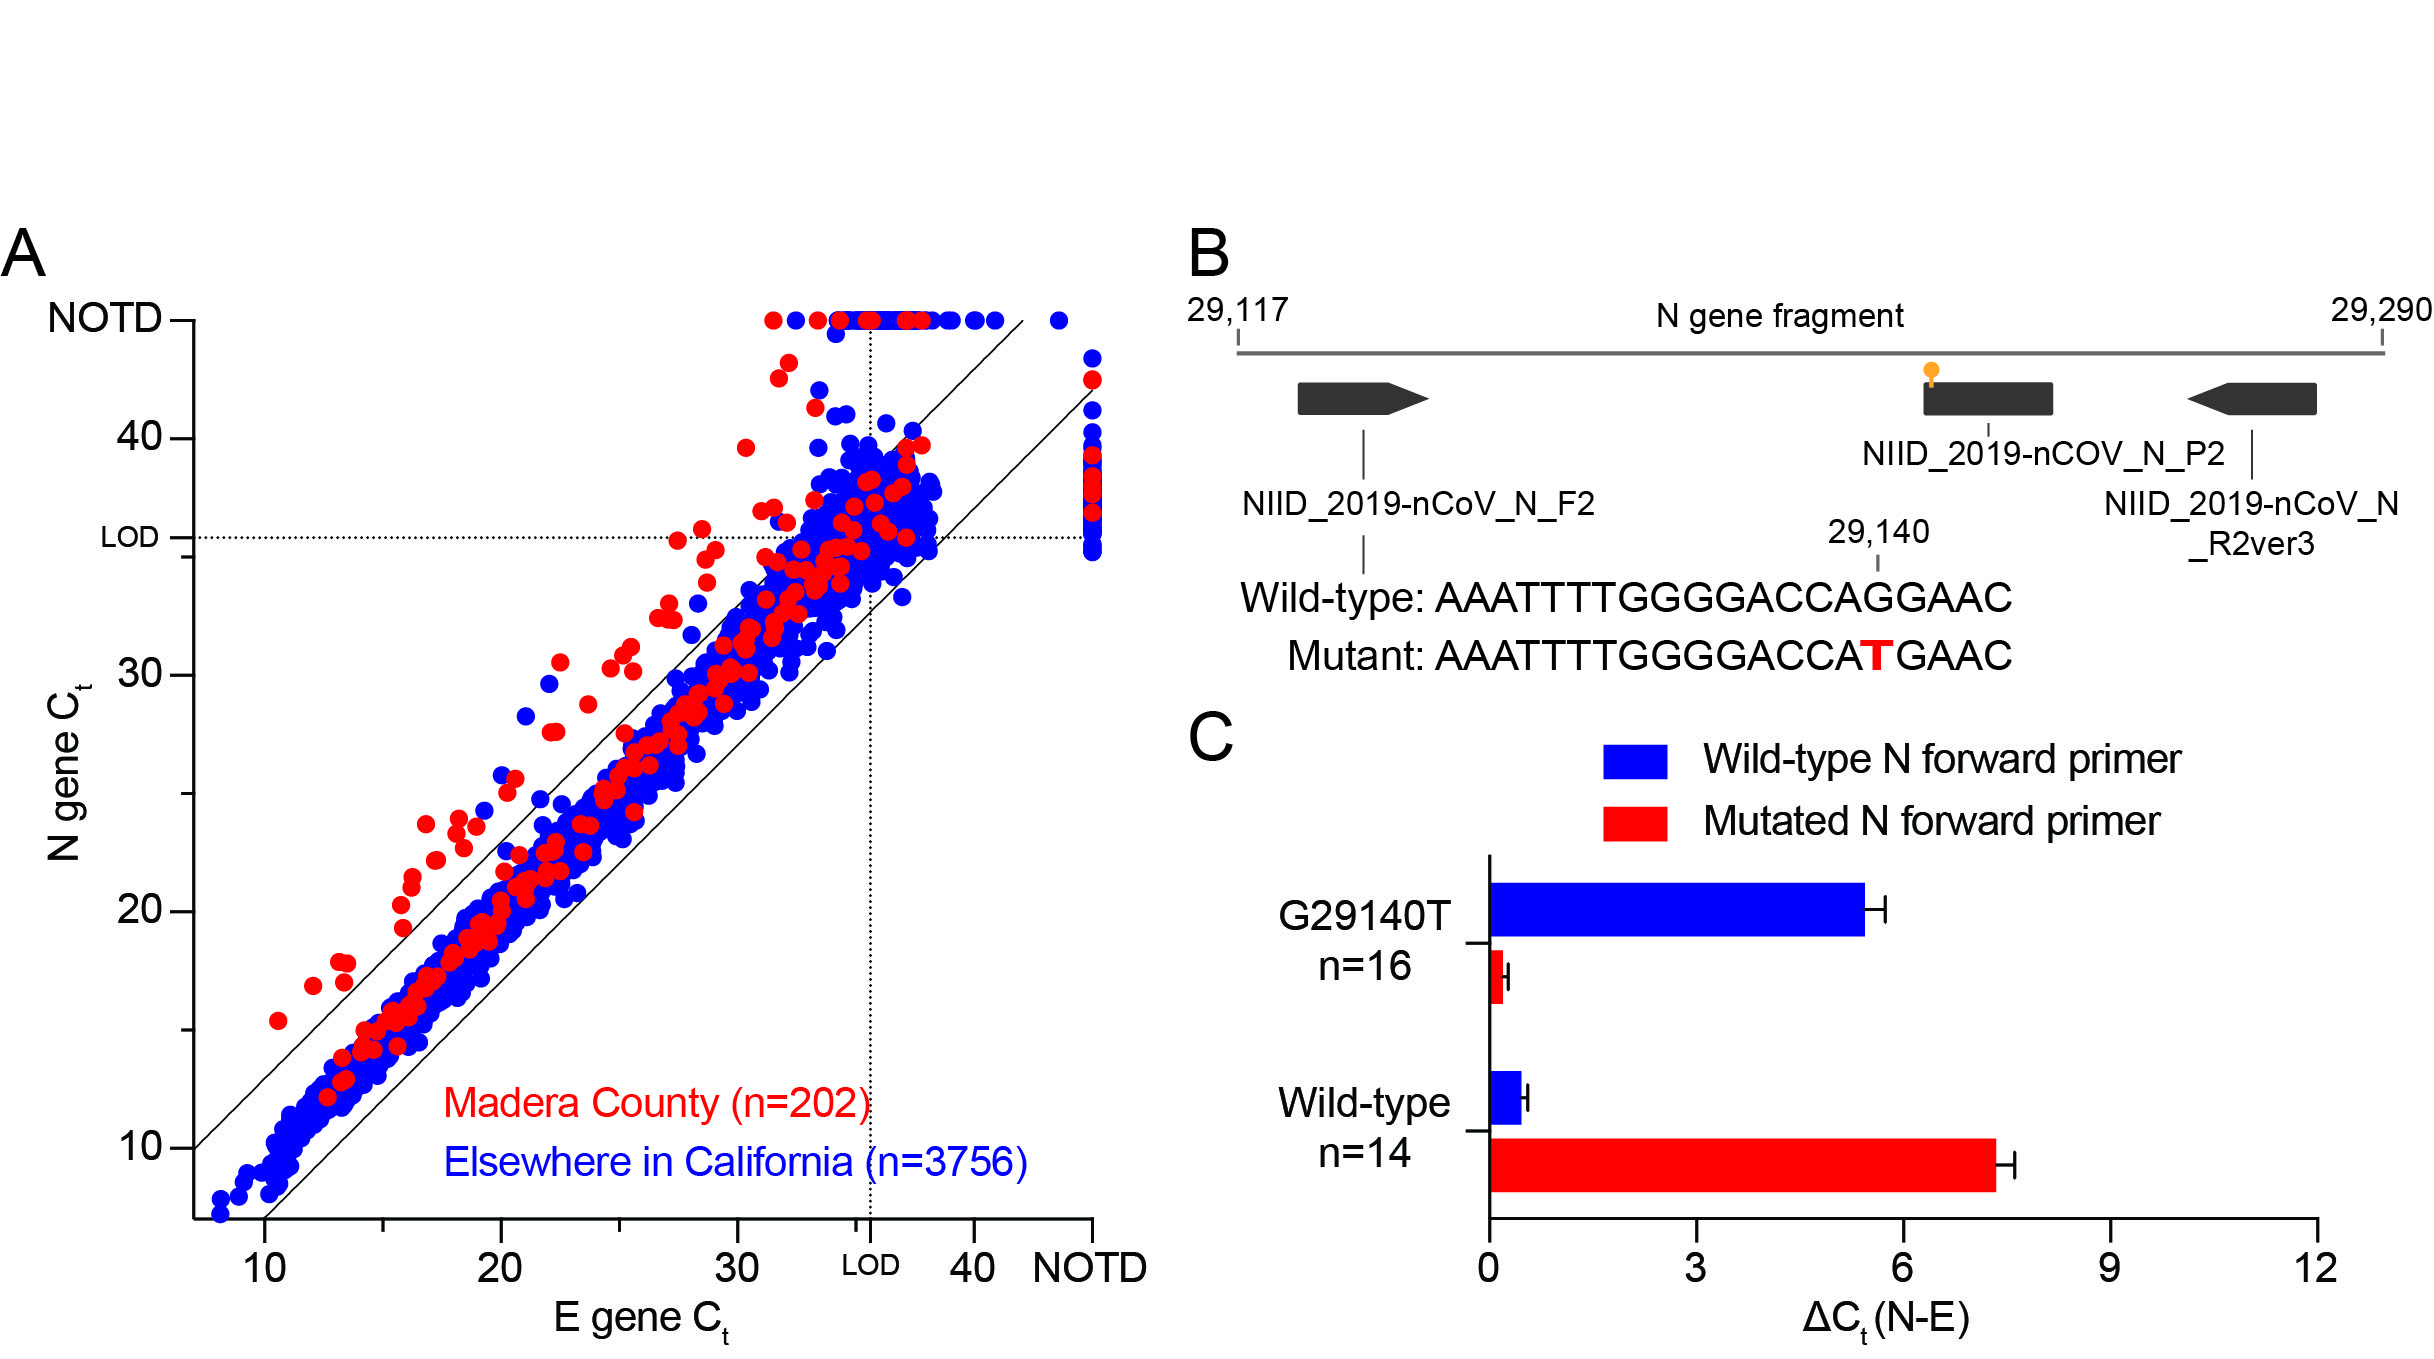 A
NOTD
40
LOD
30
20
10
N gene Ct
10
20
30
LOD
40
NOTD
E gene Ct
Madera County (n=202)
Elsewhere in California (n=3756)
B
29,117
N gene fragment
29,290
NIID_2019-nCOV_N_P2
NIID_2019-nCoV_N_F2
NIID_2019-nCoV_N
_R2ver3
29,140
Wild-type: AAATTTTGGGGACCAGGAAC
Mutant: AAATTTTGGGGACCATGAAC
C
Wild-type N forward primer
Mutated N forward primer
G29140T
n=16
Wild-type
n=14
0
3
6
9
12
ΔCt (N-E)